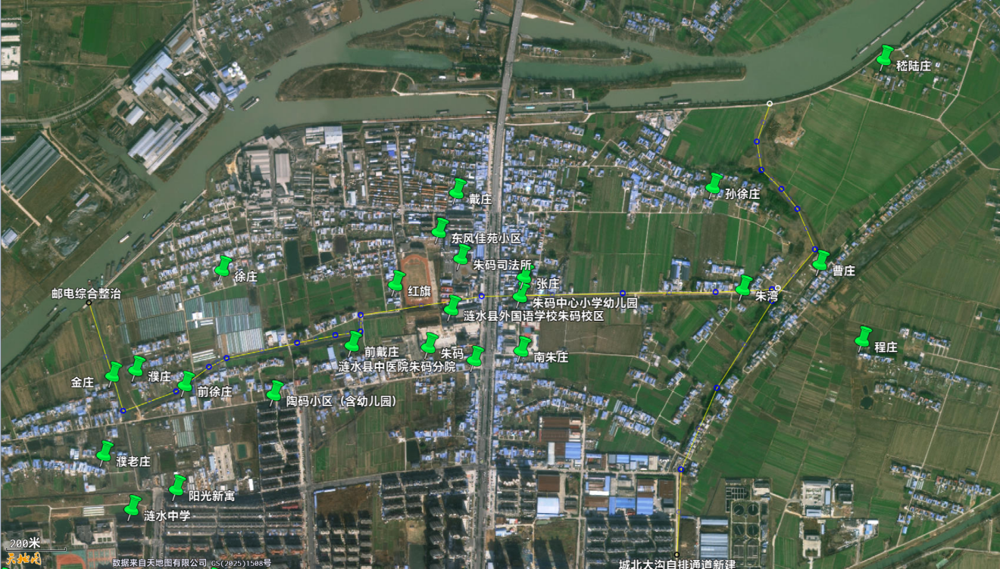 嵇陆庄
孙徐庄
戴庄
东风佳苑小区
朱码司法所
曹庄
徐庄
张庄
红旗
邮电综合整治
朱湾
朱码中心小学幼儿园
涟水县外国语学校朱码校区
程庄
前戴庄
朱码
南朱庄
涟水县中医院朱码分院
濮庄
金庄
前徐庄
陶码小区（含幼儿园）
濮老庄
阳光新寓
涟水中学
200米
天地图
数据来自天地图有限公司 GS(2025)1508号
城北大沟自排通道新建